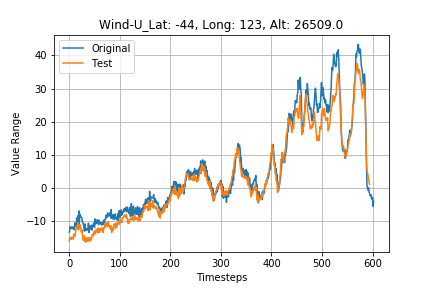 Wind-U_Lat: -44, Long: 123, Alt: 26509.0
Original
Test
Value Range
40
30
20
10
0
−10
0 100 200 300 400 500 600
Timesteps